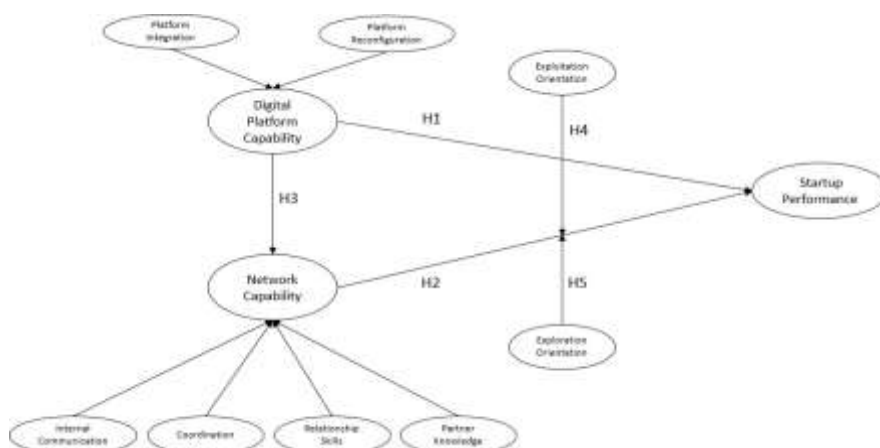 Platform
Integration
Platform
Reconfiguration
Exploitation
Orientation
Digital
Platform
Capability
H1
H4
Startup
Performance
H3
Network
Capability
H2
H5
Exploration
Orientation
Internal
Communication
Coordination
Relationship
Skills
Partner
Knowledge